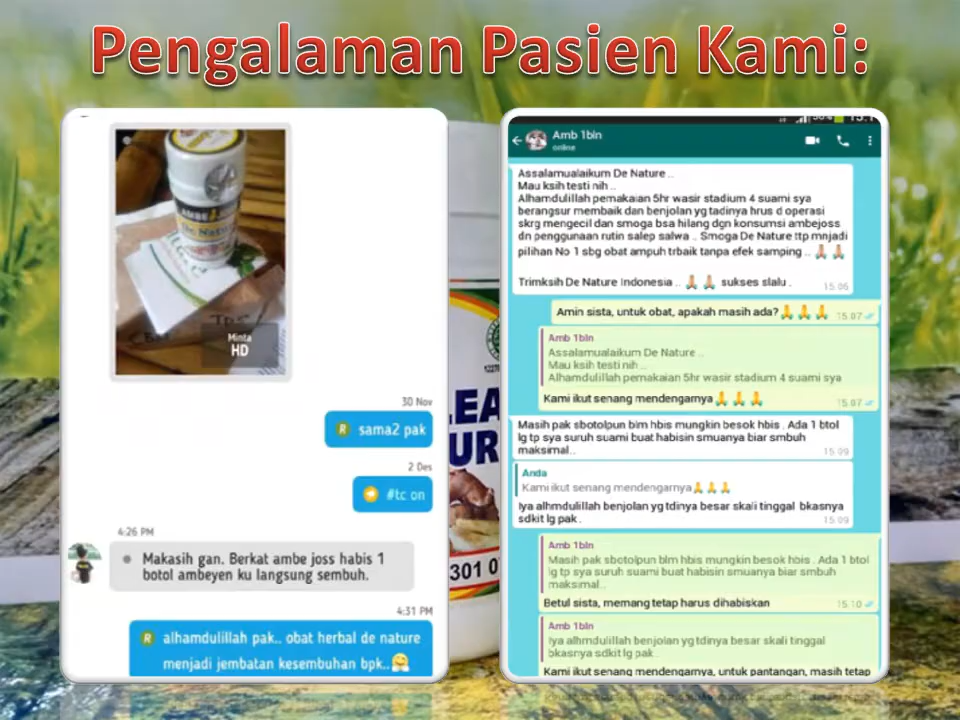 Pengalaman Pasien Kami:
AMBE
De Nature
Minta
HD
30 Nov
R sama2 pak
2 Des
#tc on
4:26 PM
Makasih gan. Berkat ambe joss habis 1
botol ambeyen ku langsung sembuh.
4:31 PM
R alhamdulillah pak.. obat herbal de nature
menjadi jembatan kesembuhan bpk..🤗
LEA
UR
301 0
Amb 1bln
online
Assalamualaikum De Nature ..
Mau ksih testi nih ..
Alhamdulillah pemakaian 5hr wasir stadium 4 suami sya
berangsur membaik dan benjolan yg tadinya hrus d operasi
skrg mengecil dan smoga bsa hilang dgn konsumsi ambejoss
dn penggunaan rutin salep salwa .. Smoga De Nature ttp mnjadi
pilihan No 1 sbg obat ampuh trbaik tanpa efek samping .. 🙏 🙏
Trimksih De Nature Indonesia .. 🙏 🙏 sukses slalu .
15.06
Amin sista, untuk obat, apakah masih ada?🙏 🙏 🙏 15.07
Amb 1bln
Assalamualaikum De Nature ..
Mau ksih testi nih ..
Alhamdulillah pemakaian 5hr wasir stadium 4 suami sya
Kami ikut senang mendengarnya🙏 🙏 🙏 15.07
Masih pak sbotolpun blm hbis mungkin besok hbis . Ada 1 btol
lg tp sya suruh suami buat habisin smuanya biar smbuh
maksimal.. 15.09
Anda
Kami ikut senang mendengarnya🙏🙏🙏
Iya alhmdulillah benjolan yg tdinya besar skali tinggal bkasnya
sdkit lg pak . 15.09
Amb 1bln
Masih pak sbotolpun blm hbis mungkin besok hbis . Ada 1 btol
lg tp sya suruh suami buat habisin smuanya biar smbuh
maksimal..
Betul sista, memang tetap harus dihabiskan 15.10
Amb 1bln
Iya alhmdulillah benjolan yg tdinya besar skali tinggal
bkasnya sdkit lg pak .
Kami ikut senang mendengarnya, untuk pantangan, masih tetap